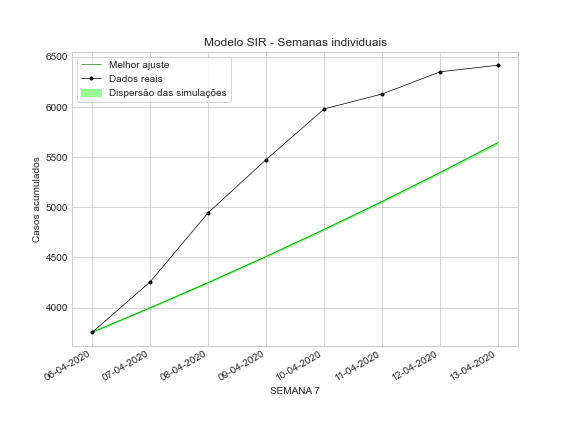 Modelo SIR - Semanas individuais
Melhor ajuste
Dados reais
Dispersão das simulações
Casos acumulados
6500
6000
5500
5000
4500
4000
06-04-2020
07-04-2020
08-04-2020
09-04-2020
10-04-2020
11-04-2020
12-04-2020
13-04-2020
SEMANA 7